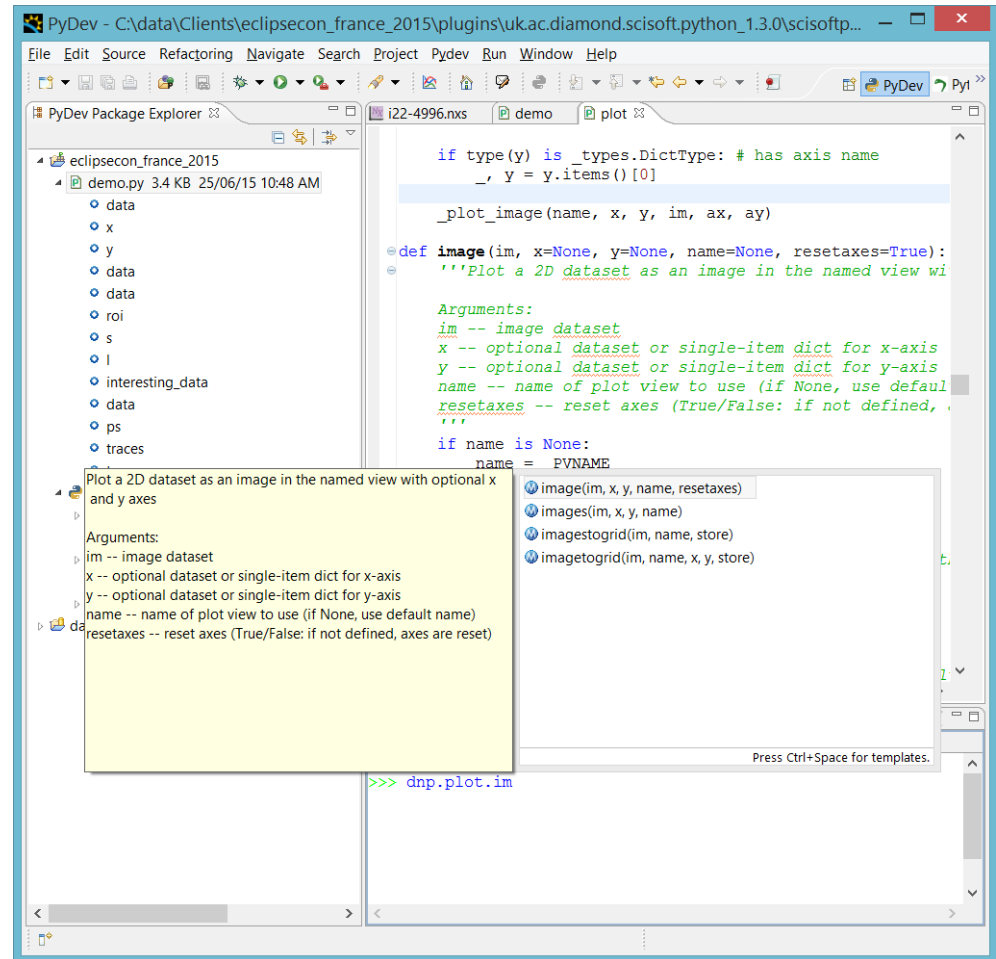 PyDev - C:\data\Clients\eclipsecon_france_2015\plugins\uk.ac.diamond.scisoft.python_1.3.0\scisoftp...
File Edit Source Refactoring Navigate Search Project Pydev Run Window Help
PyDev Pyt
PyDev Package Explorer
eclipsecon_france_2015
demo.py 3.4 KB 25/06/15 10:48 AM
data
x
y
data
data
roi
s
l
interesting_data
data
ps
traces
da
i22-4996.nxs demo plot
if type(y) is _types.DictType: # has axis name
_, y = y.items()[0]
_plot_image(name, x, y, im, ax, ay)
def image(im, x=None, y=None, name=None, resetaxes=True):
'''Plot a 2D dataset as an image in the named view wi
Arguments:
im -- image dataset
x -- optional dataset or single-item dict for x-axis
y -- optional dataset or single-item dict for y-axis
name -- name of plot view to use (if None, use defaul
resetaxes -- reset axes (True/False: if not defined,
'''
if name is None:
name = _PVNAME
Plot a 2D dataset as an image in the named view with optional x
and y axes
Arguments:
im -- image dataset
x -- optional dataset or single-item dict for x-axis
y -- optional dataset or single-item dict for y-axis
name -- name of plot view to use (if None, use default name)
resetaxes -- reset axes (True/False: if not defined, axes are reset)
image(im, x, y, name, resetaxes)
images(im, x, y, name)
imagestogrid(im, name, store)
imagetogrid(im, name, x, y, store)
Press Ctrl+Space for templates.
>>> dnp.plot.im